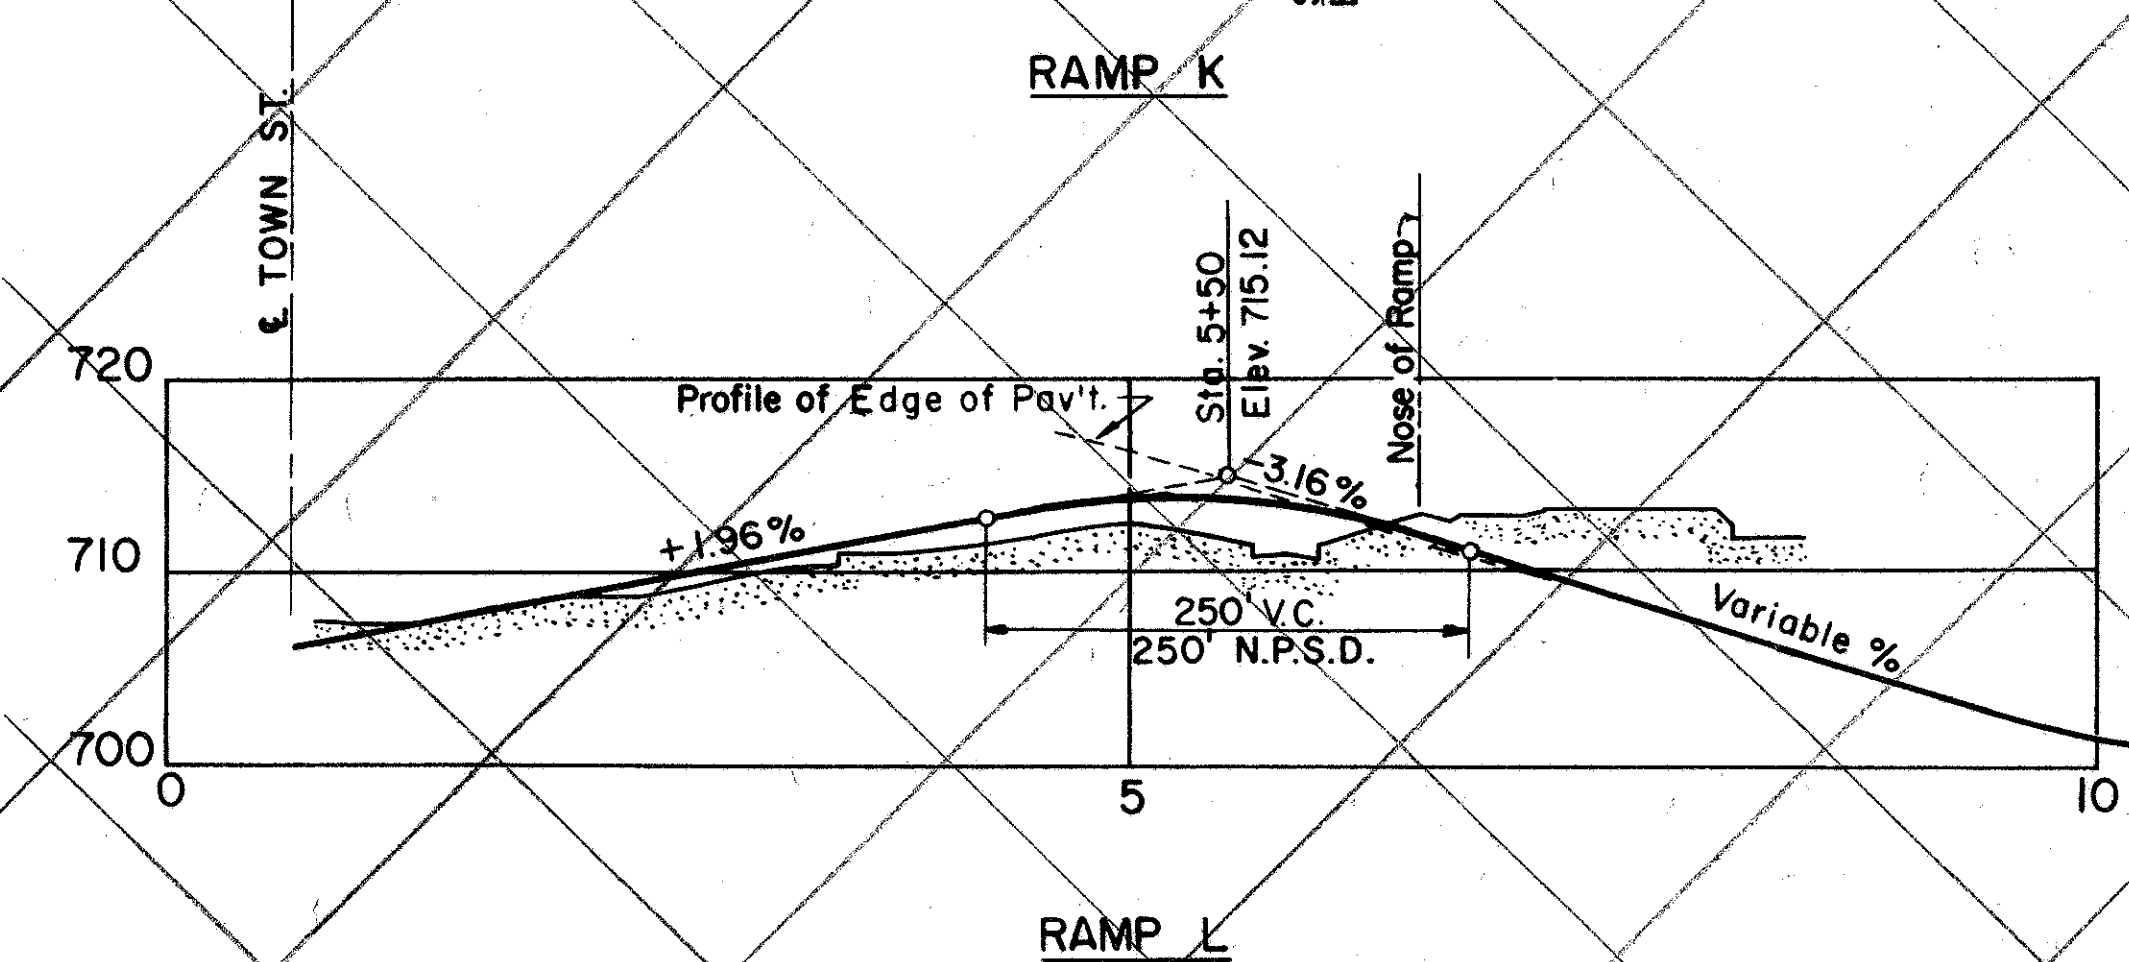 RAMP K
℄ TOWN ST.
Sta. 5+50
Elev. 715.12
Nose of Ramp
720
Profile of Edge of Pav't.
-3.16%
+1.96%
710
250' V.C.
250' N.P.S.D.
Variable %
700
0
5
10
RAMP L